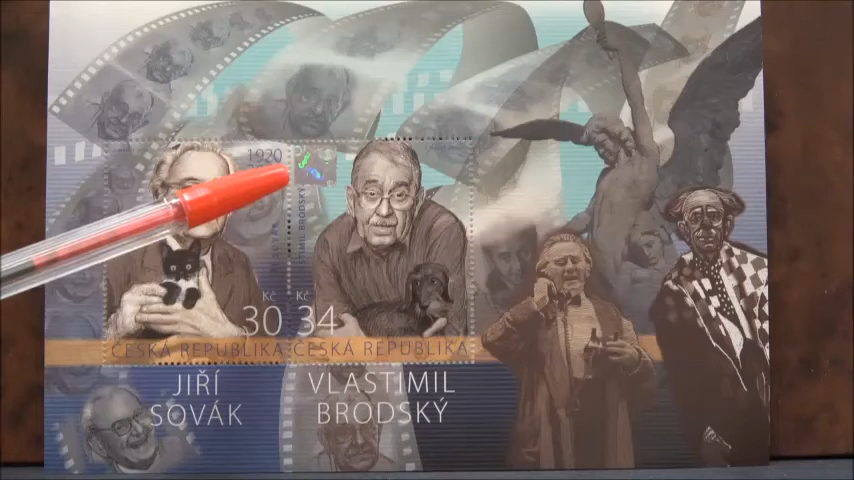 1920
VLASTIMIL BRODSKÝ
Kč
30
Kč
34
ČESKÁ REPUBLIKA
ČESKÁ REPUBLIKA
JIŘÍ
SOVÁK
VLASTIMIL
BRODSKÝ